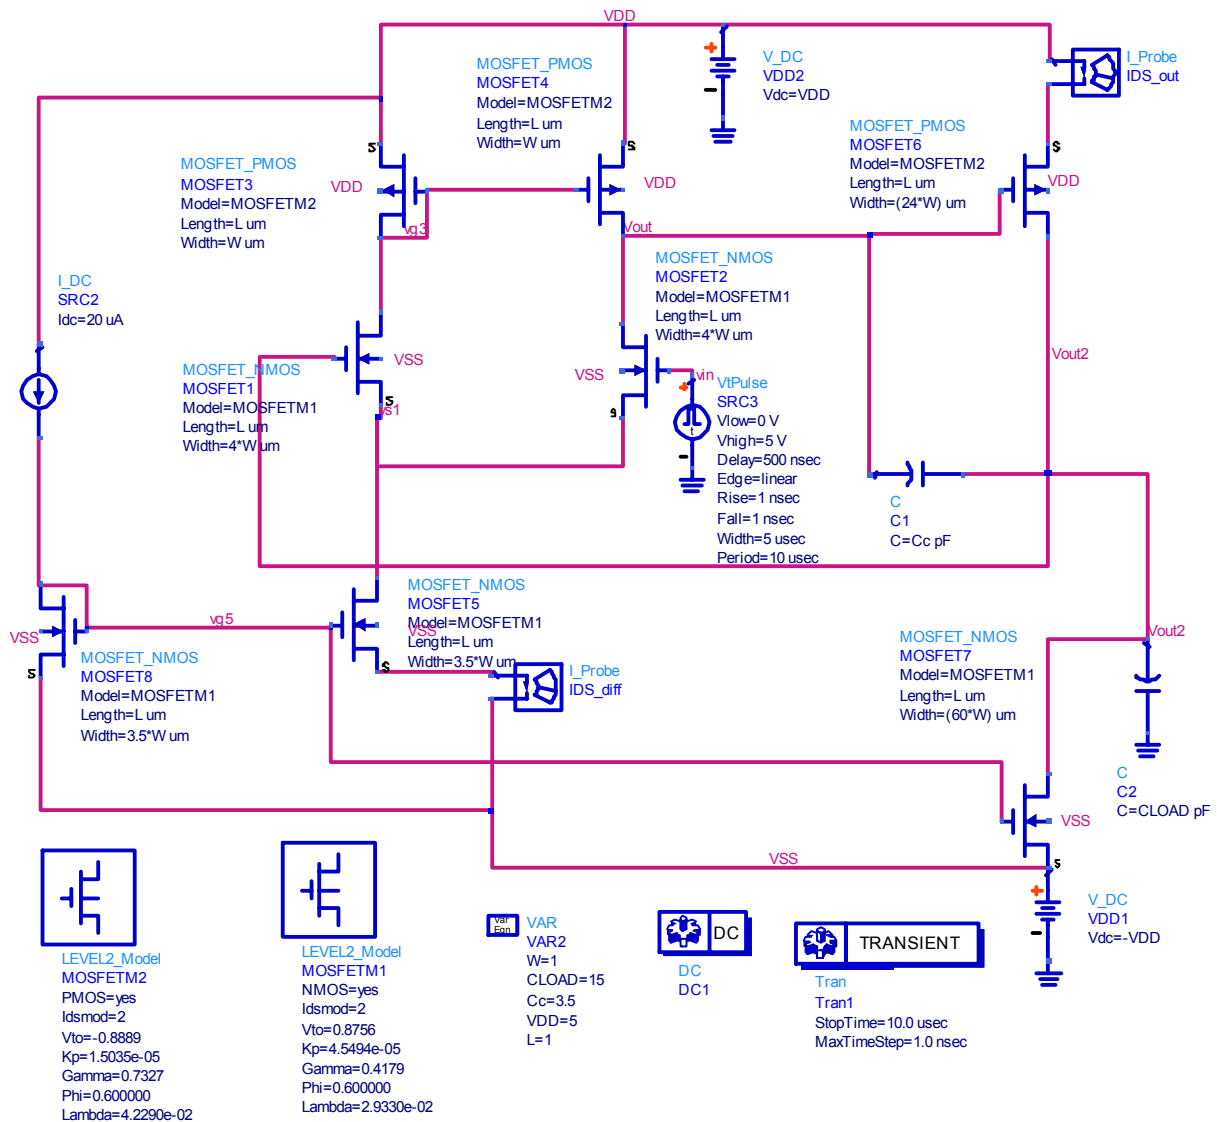 VDD
V_DC
VDD2
Vdc=VDD
I_Probe
IDS_out
MOSFET_PMOS
MOSFET4
Model=MOSFETM2
Length=L um
Width=W um
S
S
S
MOSFET_PMOS
MOSFET6
Model=MOSFETM2
Length=L um
Width=(24*W) um
VDD
MOSFET_PMOS
MOSFET3
Model=MOSFETM2
Length=L um
Width=W um
VDD
VDD
vg3
Vout
I_DC
SRC2
Idc=20 uA
MOSFET_NMOS
MOSFET2
Model=MOSFETM1
Length=L um
Width=4*W um
MOSFET_NMOS
MOSFET1
Model=MOSFETM1
Length=L um
Width=4*W um
VSS
S
vs1
VSS
S
vin
Vout2
VtPulse
SRC3
Vlow=0 V
Vhigh=5 V
Delay=500 nsec
Edge=linear
Rise=1 nsec
Fall=1 nsec
Width=5 usec
Period=10 usec
t
C
C1
C=Cc pF
VSS
S
MOSFET_NMOS
MOSFET8
Model=MOSFETM1
Length=L um
Width=3.5*W um
vg5
MOSFET_NMOS
MOSFET5
Model=MOSFETM1
VSS
Length=L um
Width=3.5*W um
S
I_Probe
IDS_diff
MOSFET_NMOS
MOSFET7
Model=MOSFETM1
Length=L um
Width=(60*W) um
Vout2
C
C2
C=CLOAD pF
VSS
VSS
S
V_DC
VDD1
Vdc=-VDD
LEVEL2_Model
MOSFETM2
PMOS=yes
Idsmod=2
Vto=-0.8889
Kp=1.5035e-05
Gamma=0.7327
Phi=0.600000
Lambda=4.2290e-02
LEVEL2_Model
MOSFETM1
NMOS=yes
Idsmod=2
Vto=0.8756
Kp=4.5494e-05
Gamma=0.4179
Phi=0.600000
Lambda=2.9330e-02
Var
Eqn
VAR
VAR2
W=1
CLOAD=15
Cc=3.5
VDD=5
L=1
DC
DC
DC1
TRANSIENT
Tran
Tran1
StopTime=10.0 usec
MaxTimeStep=1.0 nsec